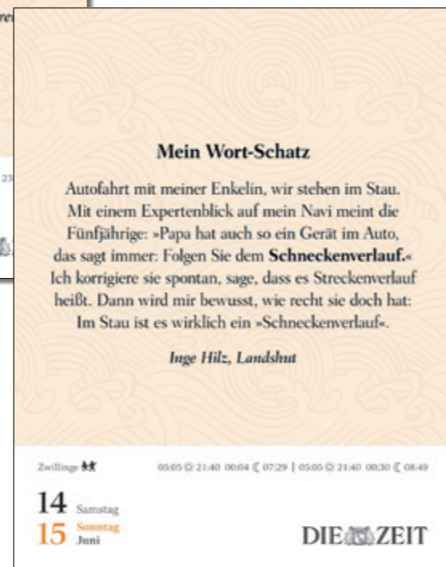 Mein Wort-Schatz
Autofahrt mit meiner Enkelin, wir stehen im Stau.
Mit einem Expertenblick auf mein Navi meint die
Fünfjährige: »Papa hat auch so ein Gerät im Auto,
das sagt immer: Folgen Sie dem Schneckenverlauf.«
Ich korrigiere sie spontan, sage, dass es Streckenverlauf
heißt. Dann wird mir bewusst, wie recht sie doch hat:
Im Stau ist es wirklich ein »Schneckenverlauf«.
Inge Hilz, Landshut
Zwillinge 05:05 21:40 00:04 07:29 | 05:05 21:40 00:30 08:49
14 Samstag
15 Sonntag
Juni
DIE ZEIT
23